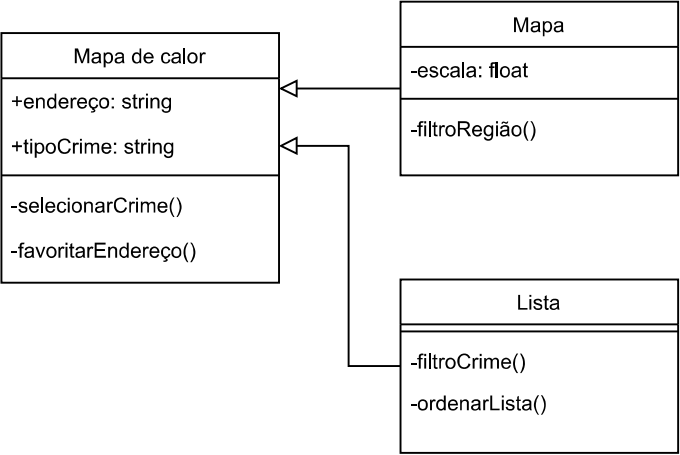 Mapa de calor
+endereço: string
+tipoCrime: string
-selecionarCrime()
-favoritarEndereço()
Mapa
-escala: float
-filtroRegião()
Lista
-filtroCrime()
-ordenarLista()